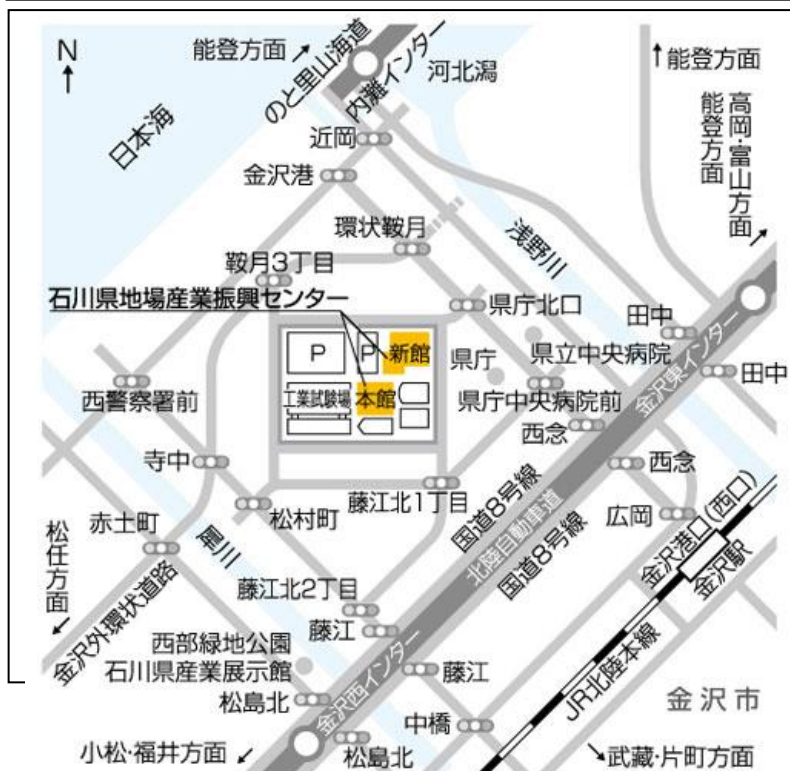 N
能登方面
のと里山海道
内灘インター
河北潟
能登方面
高岡・富山方面
能登方面
日本海
近岡
金沢港
環状鞍月
浅野川
鞍月3丁目
石川県地場産業振興センター
県庁北口
田中
金沢東インター
P
P
新館
県庁
県立中央病院
田中
西警察署前
工業試験場
本館
県庁中央病院前
西念
寺中
西念
藤江北1丁目
国道8号線
北陸自動車道
国道8号線
松村町
広岡
金沢港口(西口)
金沢駅
赤土町
犀川
松任方面
金沢外環状道路
藤江北2丁目
藤江
西部緑地公園
石川県産業展示館
藤江
JR北陸本線
松島北
金沢西インター
中橋
金沢市
小松・福井方面
松島北
武蔵・片町方面